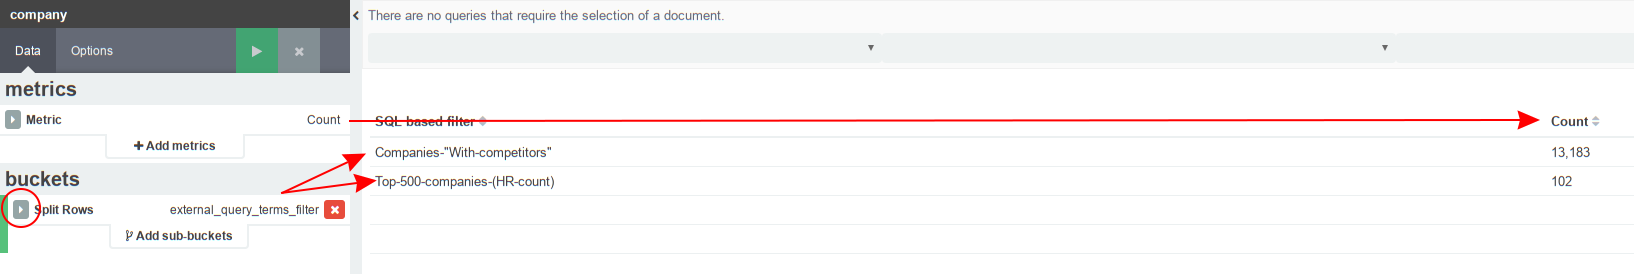 company
Data Options
metrics
Metric Count
Add metrics
buckets
Split Rows external_query_terms_filter
Add sub-buckets
There are no queries that require the selection of a document.
SQL based filter Count
Companies-"With-competitors" 13,183
Top-500-companies-(HR-count) 102